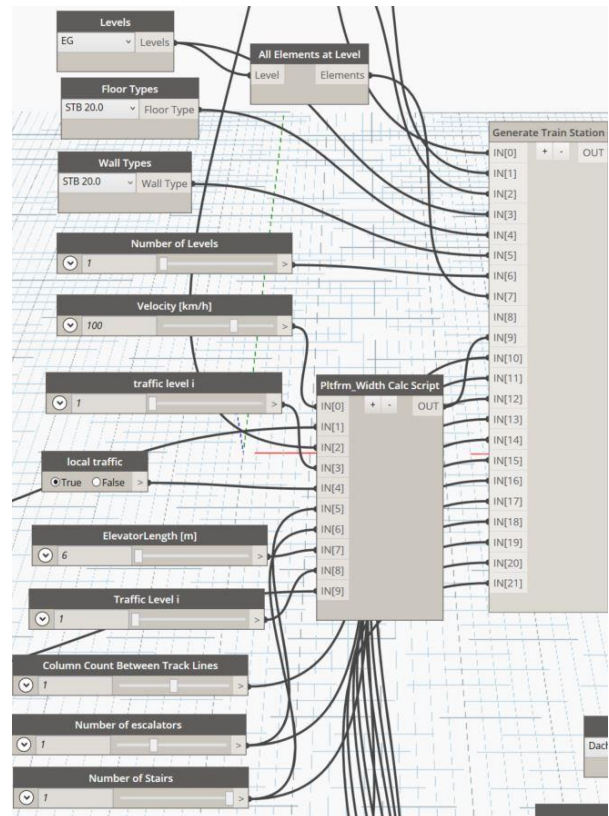 Levels
EG Levels
All Elements at Level
Level Elements
Floor Types
STB 20.0 Floor Type
Generate Train Station
IN[0] + - OUT
IN[1]
IN[2]
IN[3]
IN[4]
IN[5]
IN[6]
IN[7]
IN[8]
IN[9]
IN[10]
IN[11]
IN[12]
IN[13]
IN[14]
IN[15]
IN[16]
IN[17]
IN[18]
IN[19]
IN[20]
IN[21]
Wall Types
STB 20.0 Wall Type
Number of Levels
1 >
Velocity [km/h]
100 >
traffic level i
1 >
Pltfrm_Width Calc Script
IN[0] + - OUT
IN[1]
IN[2]
IN[3]
IN[4]
IN[5]
IN[6]
IN[7]
IN[8]
IN[9]
local traffic
True False >
ElevatorLength [m]
6 >
Traffic Level i
1 >
Column Count Between Track Lines
1 >
Number of escalators
1 >
Number of Stairs
1 >
Dach